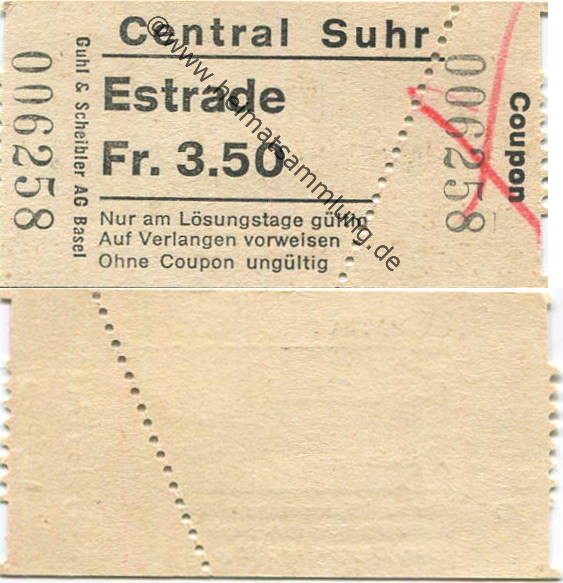 Central Suhr
Estrade
Fr. 3.50
Nur am Lösungstage gültig
Auf Verlangen vorweisen
Ohne Coupon ungültig
006258
Guhl & Scheibler AG Basel
006258
Coupon
©www.heimatsammlung.de